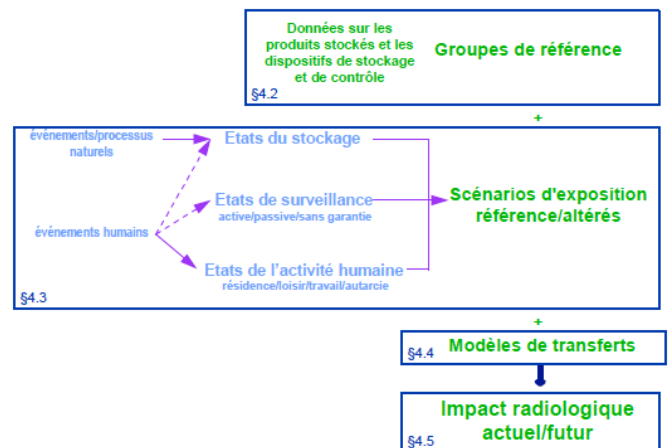 Données sur les
produits stockés et les
dispositifs de stockage
et de contrôle
Groupes de référence
§4.2
+
événements/processus
naturels
Etats du stockage
Etats de surveillance
active/passive/sans garantie
événements humains
Etats de l'activité humaine
résidence/loisir/travail/autarcie
Scénarios d'exposition
référence/altérés
§4.3
+
§4.4
Modèles de transferts
Impact radiologique
actuel/futur
§4.5